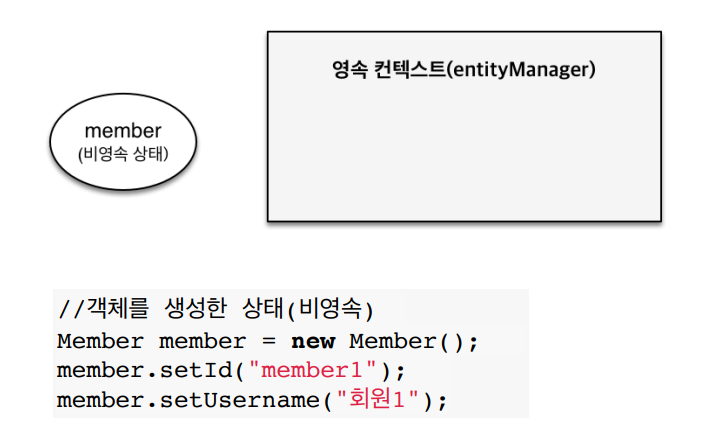 영속 컨텍스트(entityManager)
member
(비영속 상태)
//객체를 생성한 상태(비영속)
Member member = new Member();
member.setId("member1");
member.setUsername("회원1");